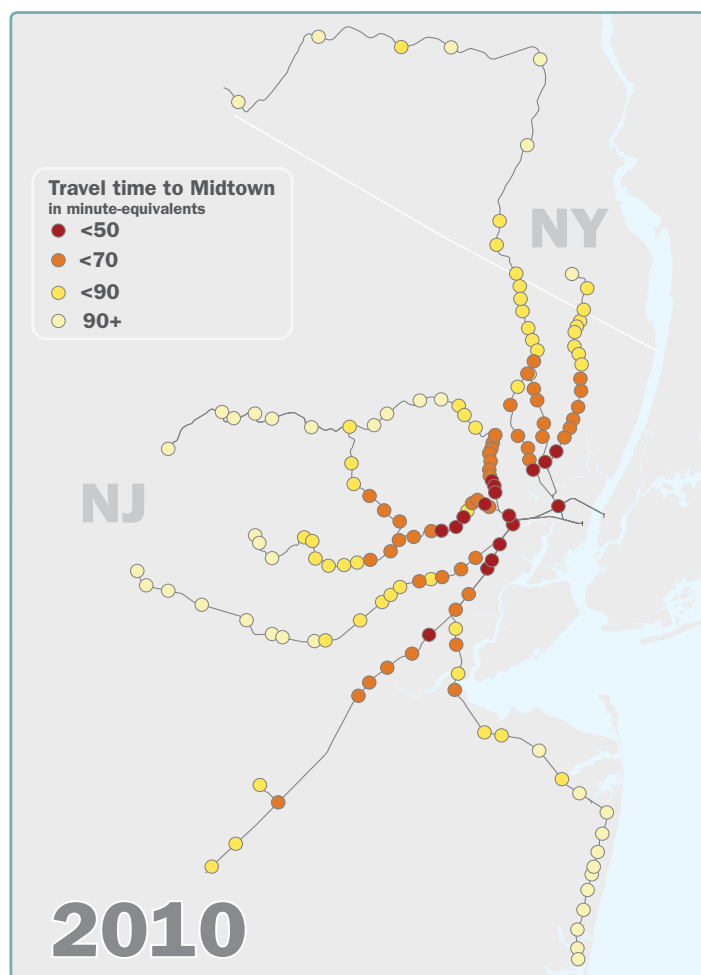 NY
Travel time to Midtown
in minute-equivalents
<50
<70
<90
90+
NJ
2010